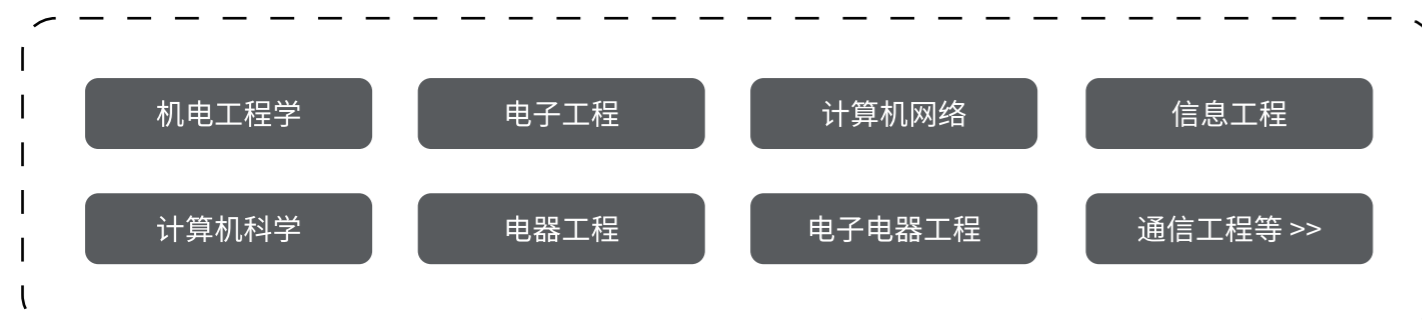 机电工程学
电子工程
计算机网络
信息工程
计算机科学
电器工程
电子电器工程
通信工程等 >>